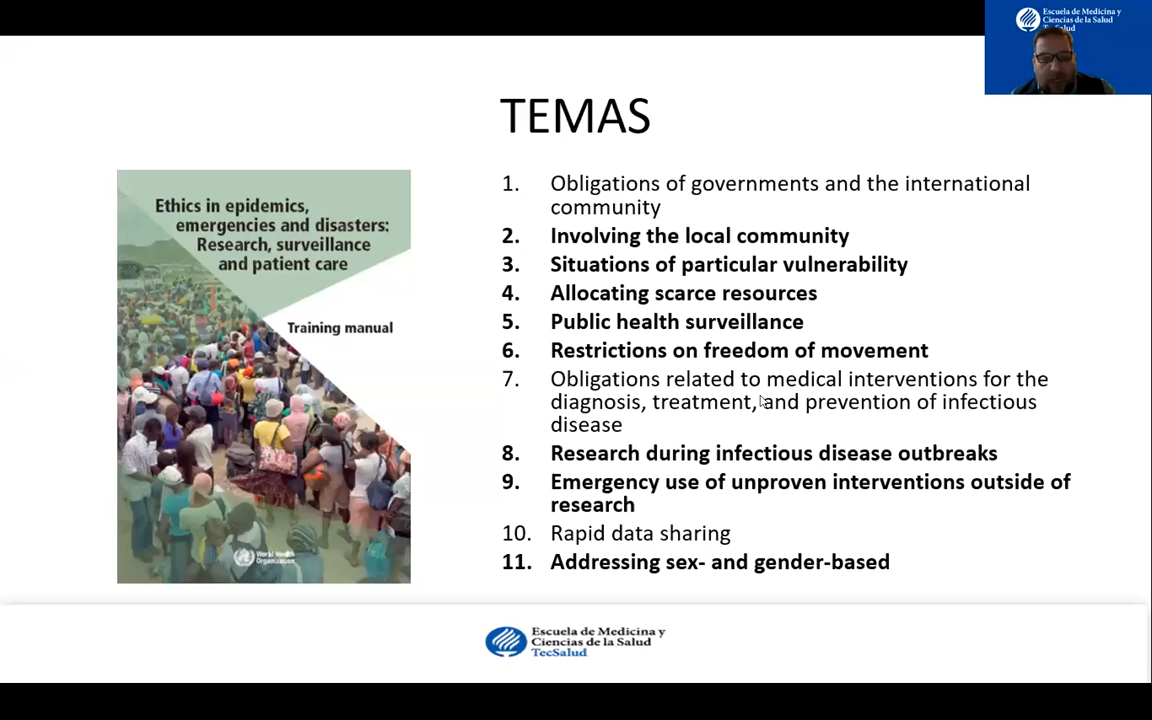 Escuela de Medicina y
Ciencias de la Salud
TecSalud
TEMAS
Ethics in epidemics,
emergencies and disasters:
Research, surveillance
and patient care
Training manual
World Health
Organization
1. Obligations of governments and the international
community
2. Involving the local community
3. Situations of particular vulnerability
4. Allocating scarce resources
5. Public health surveillance
6. Restrictions on freedom of movement
7. Obligations related to medical interventions for the
diagnosis, treatment, and prevention of infectious
disease
8. Research during infectious disease outbreaks
9. Emergency use of unproven interventions outside of
research
10. Rapid data sharing
11. Addressing sex- and gender-based
Escuela de Medicina y
Ciencias de la Salud
TecSalud